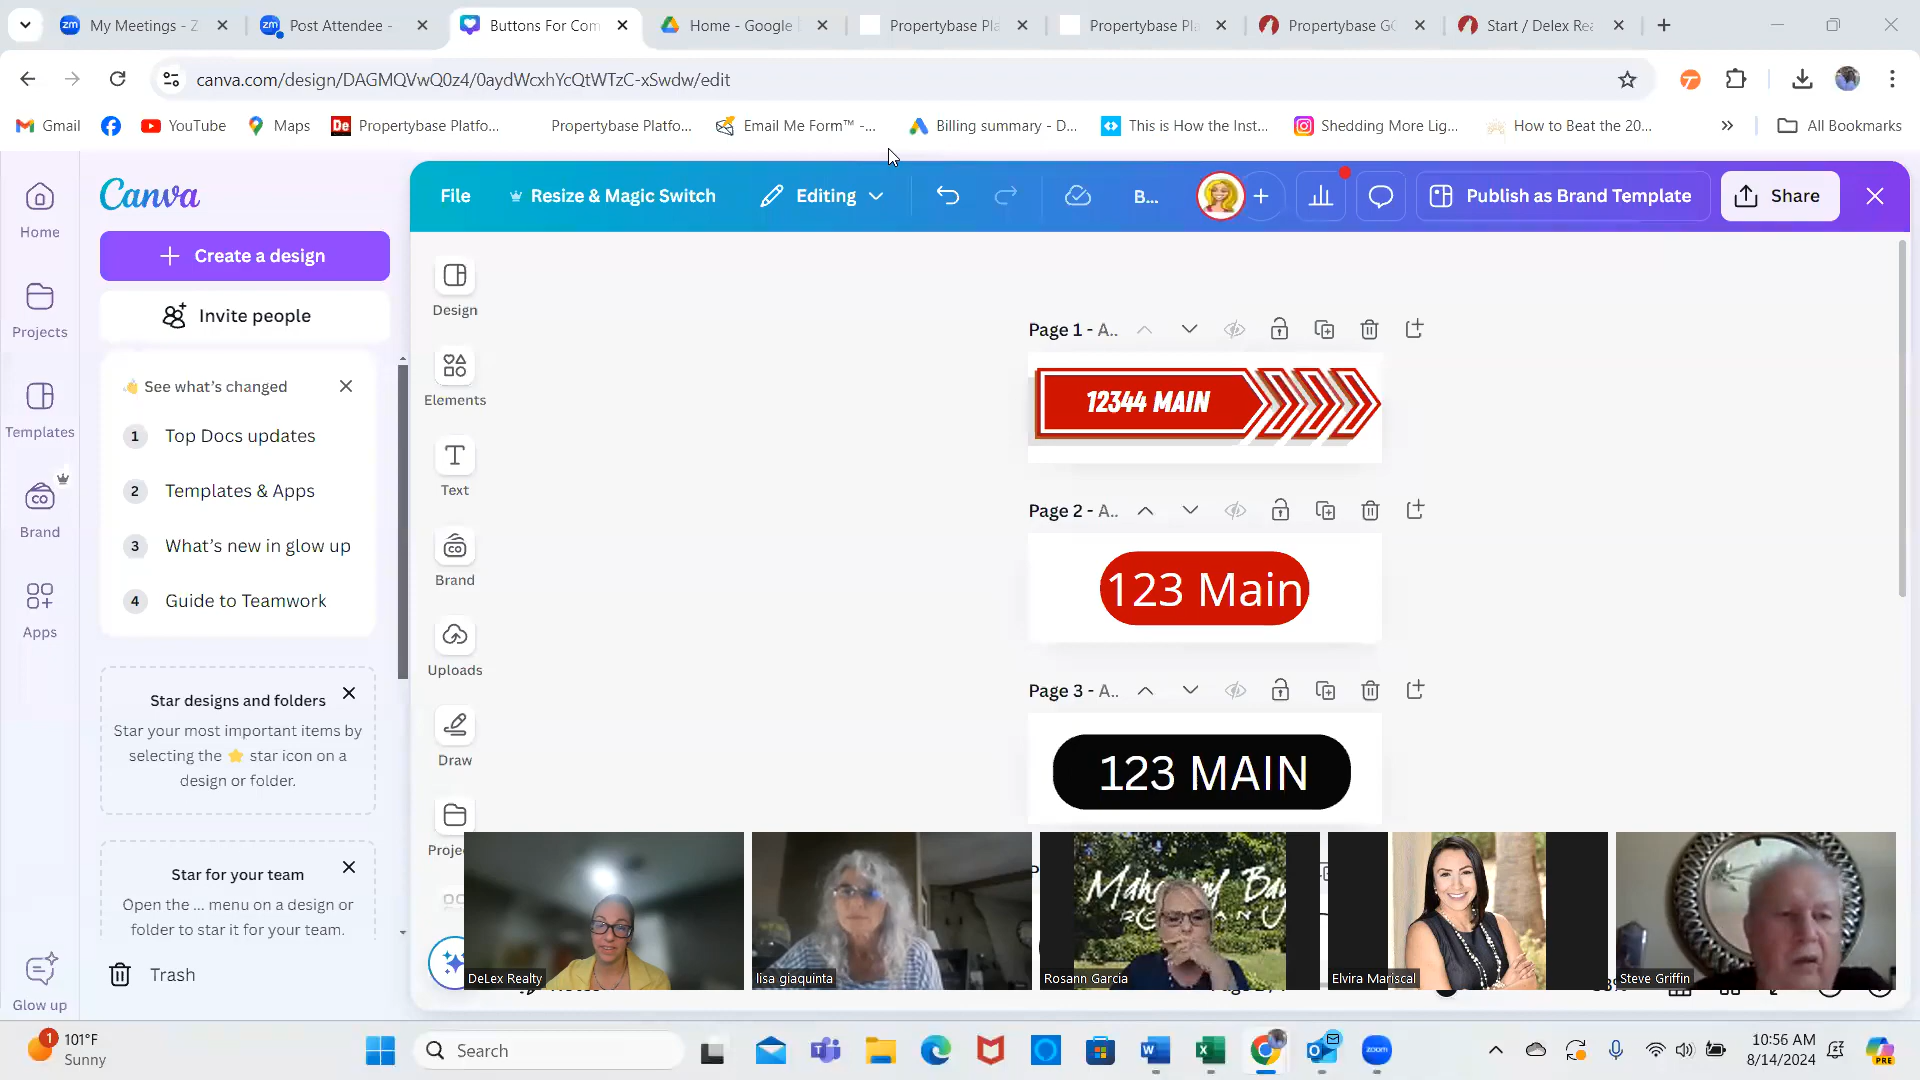 My Meetings - Z
Post Attendee -
Buttons For Com
Home - Google
Propertybase Pla
Propertybase Pla
Propertybase GO
Start / Delex Rea
canva.com/design/DAGMQVwQ0z4/0aydWcxhYcQtWTzC-xSwdw/edit
Gmail
YouTube
Maps
De
Propertybase Platfo...
Propertybase Platfo...
Email Me Form™ -...
Billing summary - D...
This is How the Inst...
Shedding More Lig...
How to Beat the 20...
All Bookmarks
Canva
File
Resize & Magic Switch
Editing
B...
Publish as Brand Template
Share
Home
Projects
Templates
Brand
Apps
Glow up
Create a design
Invite people
See what's changed
1 Top Docs updates
2 Templates & Apps
3 What's new in glow up
4 Guide to Teamwork
Star designs and folders
Star your most important items by
selecting the star icon on a
design or folder.
Star for your team
Open the ... menu on a design or
folder to star it for your team.
Trash
Design
Elements
Text
Brand
Uploads
Draw
Projec
Page 1 - A..
12344 MAIN
Page 2 - A..
123 Main
Page 3 - A..
123 MAIN
DeLex Realty
lisa giaquinta
Rosann Garcia
Elvira Mariscal
Steve Griffin
1
101°F
Sunny
Search
zoom
PRE
10:56 AM
8/14/2024